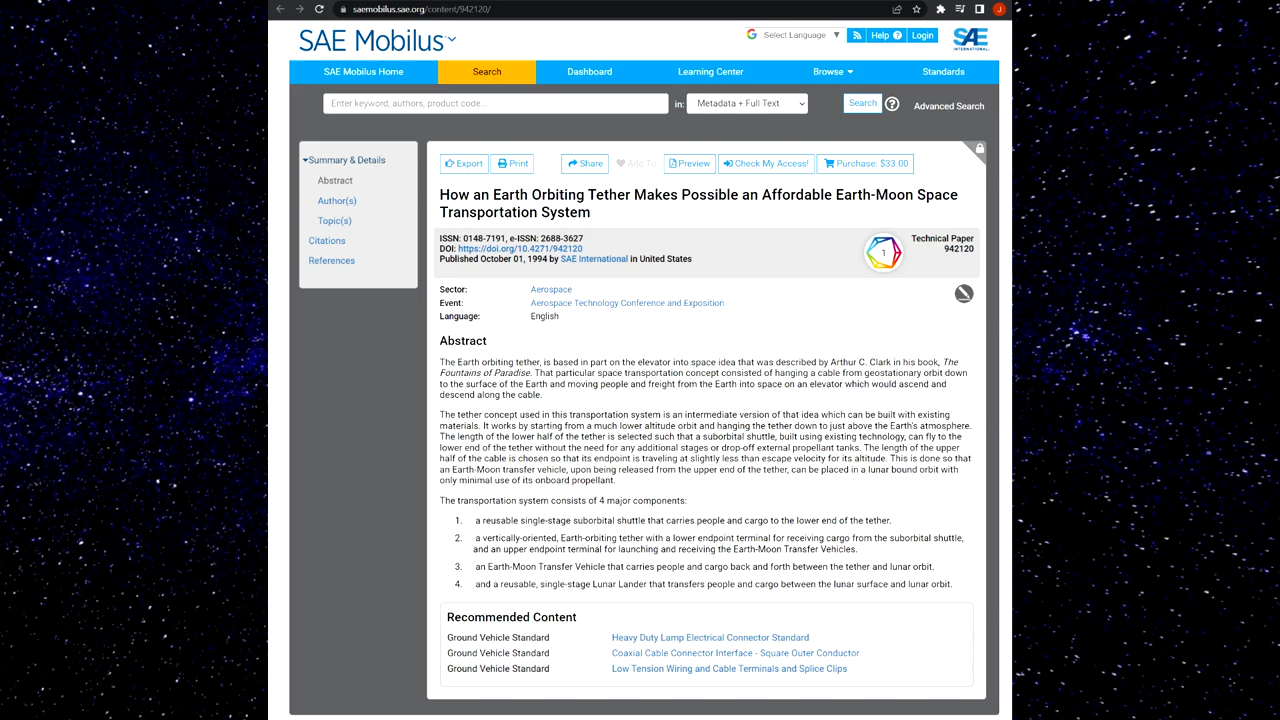 saemobilus.sae.org/content/942120/
J
SAE Mobilus
Select Language ▼
Help
Login
SAE
INTERNATIONAL
SAE Mobilus Home
Search
Dashboard
Learning Center
Browse
Standards
Enter keyword, authors, product code...
in:
Metadata + Full Text
Search
Advanced Search
Summary & Details
Abstract
Author(s)
Topic(s)
Citations
References
Export
Print
Share
Add To
Preview
Check My Access!
Purchase: $33.00
How an Earth Orbiting Tether Makes Possible an Affordable Earth-Moon Space
Transportation System
ISSN: 0148-7191, e-ISSN: 2688-3627
DOI: https://doi.org/10.4271/942120
Published October 01, 1994 by SAE International in United States
1
Technical Paper
942120
Sector: Aerospace
Event: Aerospace Technology Conference and Exposition
Language: English
Abstract
The Earth orbiting tether, is based in part on the elevator into space idea that was described by Arthur C. Clark in his book, The
Fountains of Paradise. That particular space transportation concept consisted of hanging a cable from geostationary orbit down
to the surface of the Earth and moving people and freight from the Earth into space on an elevator which would ascend and
descend along the cable.
The tether concept used in this transportation system is an intermediate version of that idea which can be built with existing
materials. It works by starting from a much lower altitude orbit and hanging the tether down to just above the Earth's atmosphere.
The length of the lower half of the tether is selected such that a suborbital shuttle, built using existing technology, can fly to the
lower end of the tether without the need for any additional stages or drop-off external propellant tanks. The length of the upper
half of the cable is chosen so that its endpoint is traveling at slightly less than escape velocity for its altitude. This is done so that
an Earth-Moon transfer vehicle, upon being released from the upper end of the tether, can be placed in a lunar bound orbit with
only minimal use of its onboard propellant.
The transportation system consists of 4 major components:
1. a reusable single-stage suborbital shuttle that carries people and cargo to the lower end of the tether.
2. a vertically-oriented, Earth-orbiting tether with a lower endpoint terminal for receiving cargo from the suborbital shuttle,
and an upper endpoint terminal for launching and receiving the Earth-Moon Transfer Vehicles.
3. an Earth-Moon Transfer Vehicle that carries people and cargo back and forth between the tether and lunar orbit.
4. and a reusable, single-stage Lunar Lander that transfers people and cargo between the lunar surface and lunar orbit.
Recommended Content
Ground Vehicle Standard Heavy Duty Lamp Electrical Connector Standard
Ground Vehicle Standard Coaxial Cable Connector Interface - Square Outer Conductor
Ground Vehicle Standard Low Tension Wiring and Cable Terminals and Splice Clips